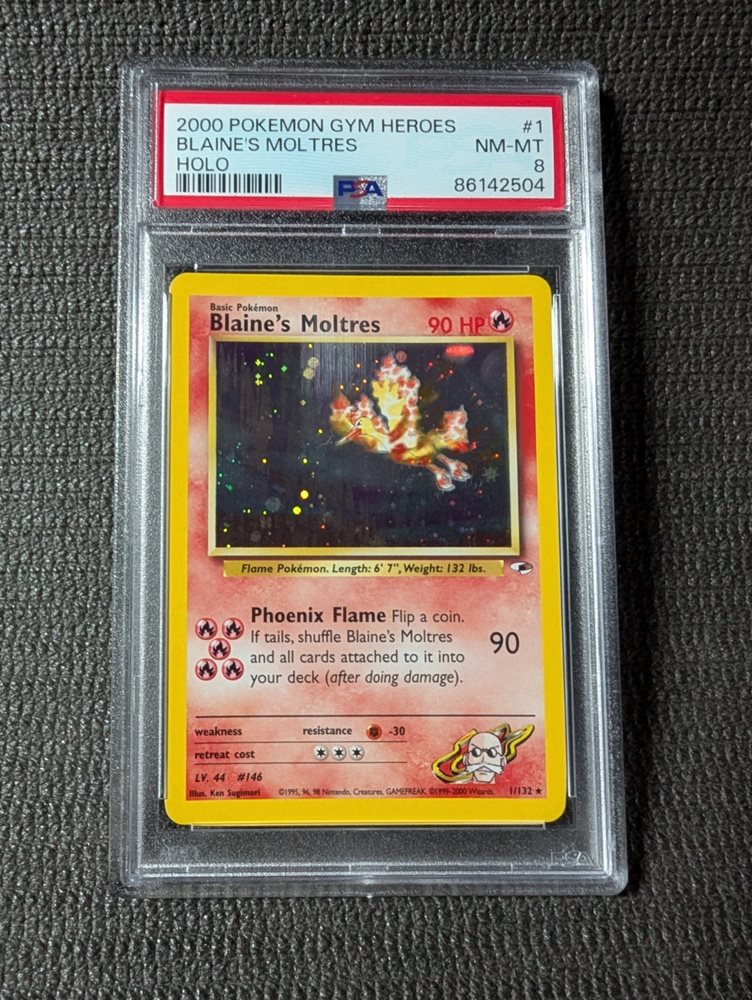 2000 POKEMON GYM HEROES #1
BLAINE'S MOLTRES NM-MT
HOLO 8
PSA 86142504
Basic Pokémon
Blaine's Moltres 90 HP
Flame Pokémon. Length: 6' 7", Weight: 132 lbs.
Phoenix Flame Flip a coin.
If tails, shuffle Blaine's Moltres
and all cards attached to it into
your deck (after doing damage).
90
weakness resistance -30
retreat cost
LV. 44 #146
Illus. Ken Sugimori ©1995, 96, 98 Nintendo, Creatures, GAMEFREAK. ©1999-2000 Wizards. 1/132 ★
PSA